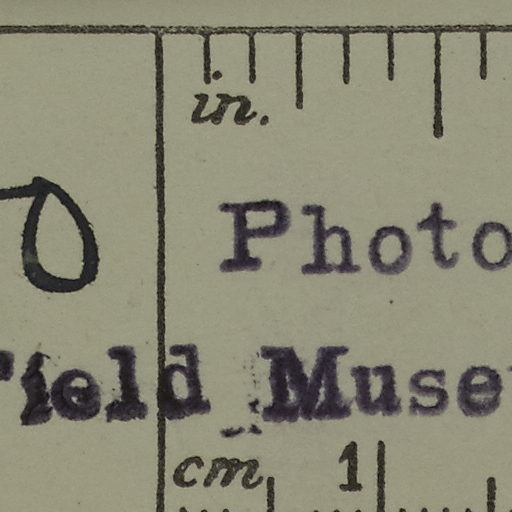 in.
Photo
Field Muse
cm 1